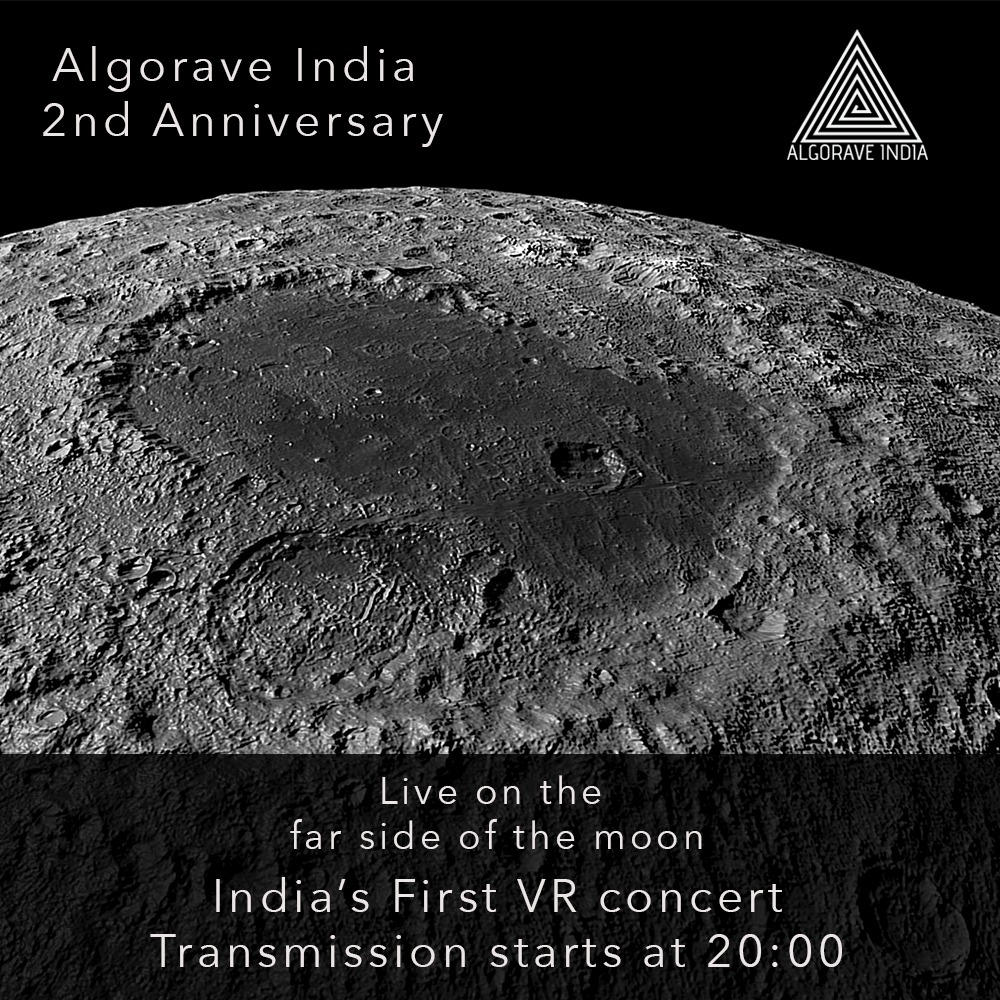 Algorave India
2nd Anniversary
ALGORAVE INDIA
Live on the
far side of the moon
India’s First VR concert
Transmission starts at 20:00